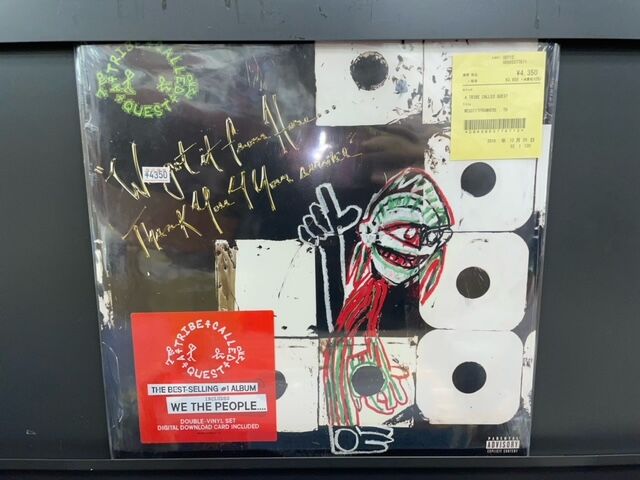 A TRIBE CALLED
QUEST
"We got it from Here...
Thank You 4 Your service"
¥4350
¥4,350
A TRIBE CALLED QUEST
A TRIBE CALLED
QUEST
THE BEST-SELLING #1 ALBUM
INCLUDES
WE THE PEOPLE....
DOUBLE-VINYL SET
DIGITAL DOWNLOAD CARD INCLUDED
PARENTAL
ADVISORY
EXPLICIT CONTENT